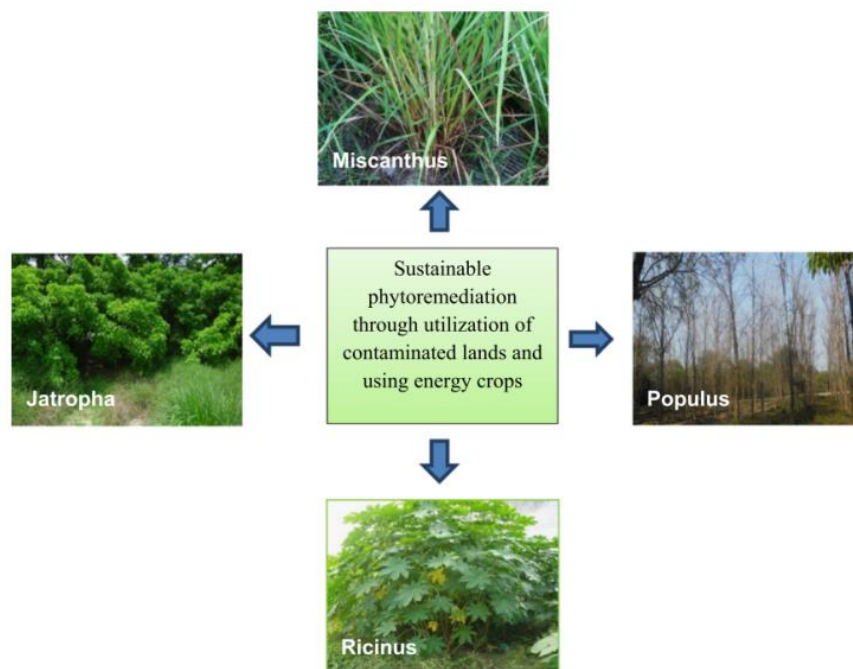 Miscanthus
Sustainable
phytoremediation
through utilization of
contaminated lands and
using energy crops
Jatropha
Populus
Ricinus